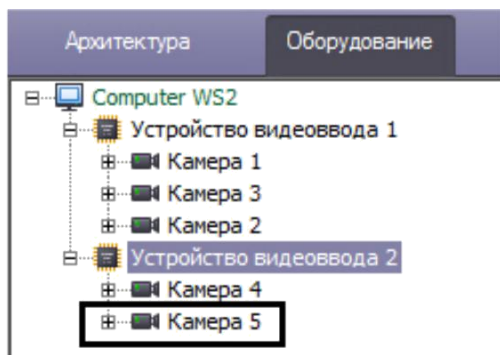 Архитектура Оборудование
Computer WS2
Устройство видеоввода 1
Камера 1
Камера 3
Камера 2
Устройство видеоввода 2
Камера 4
Камера 5